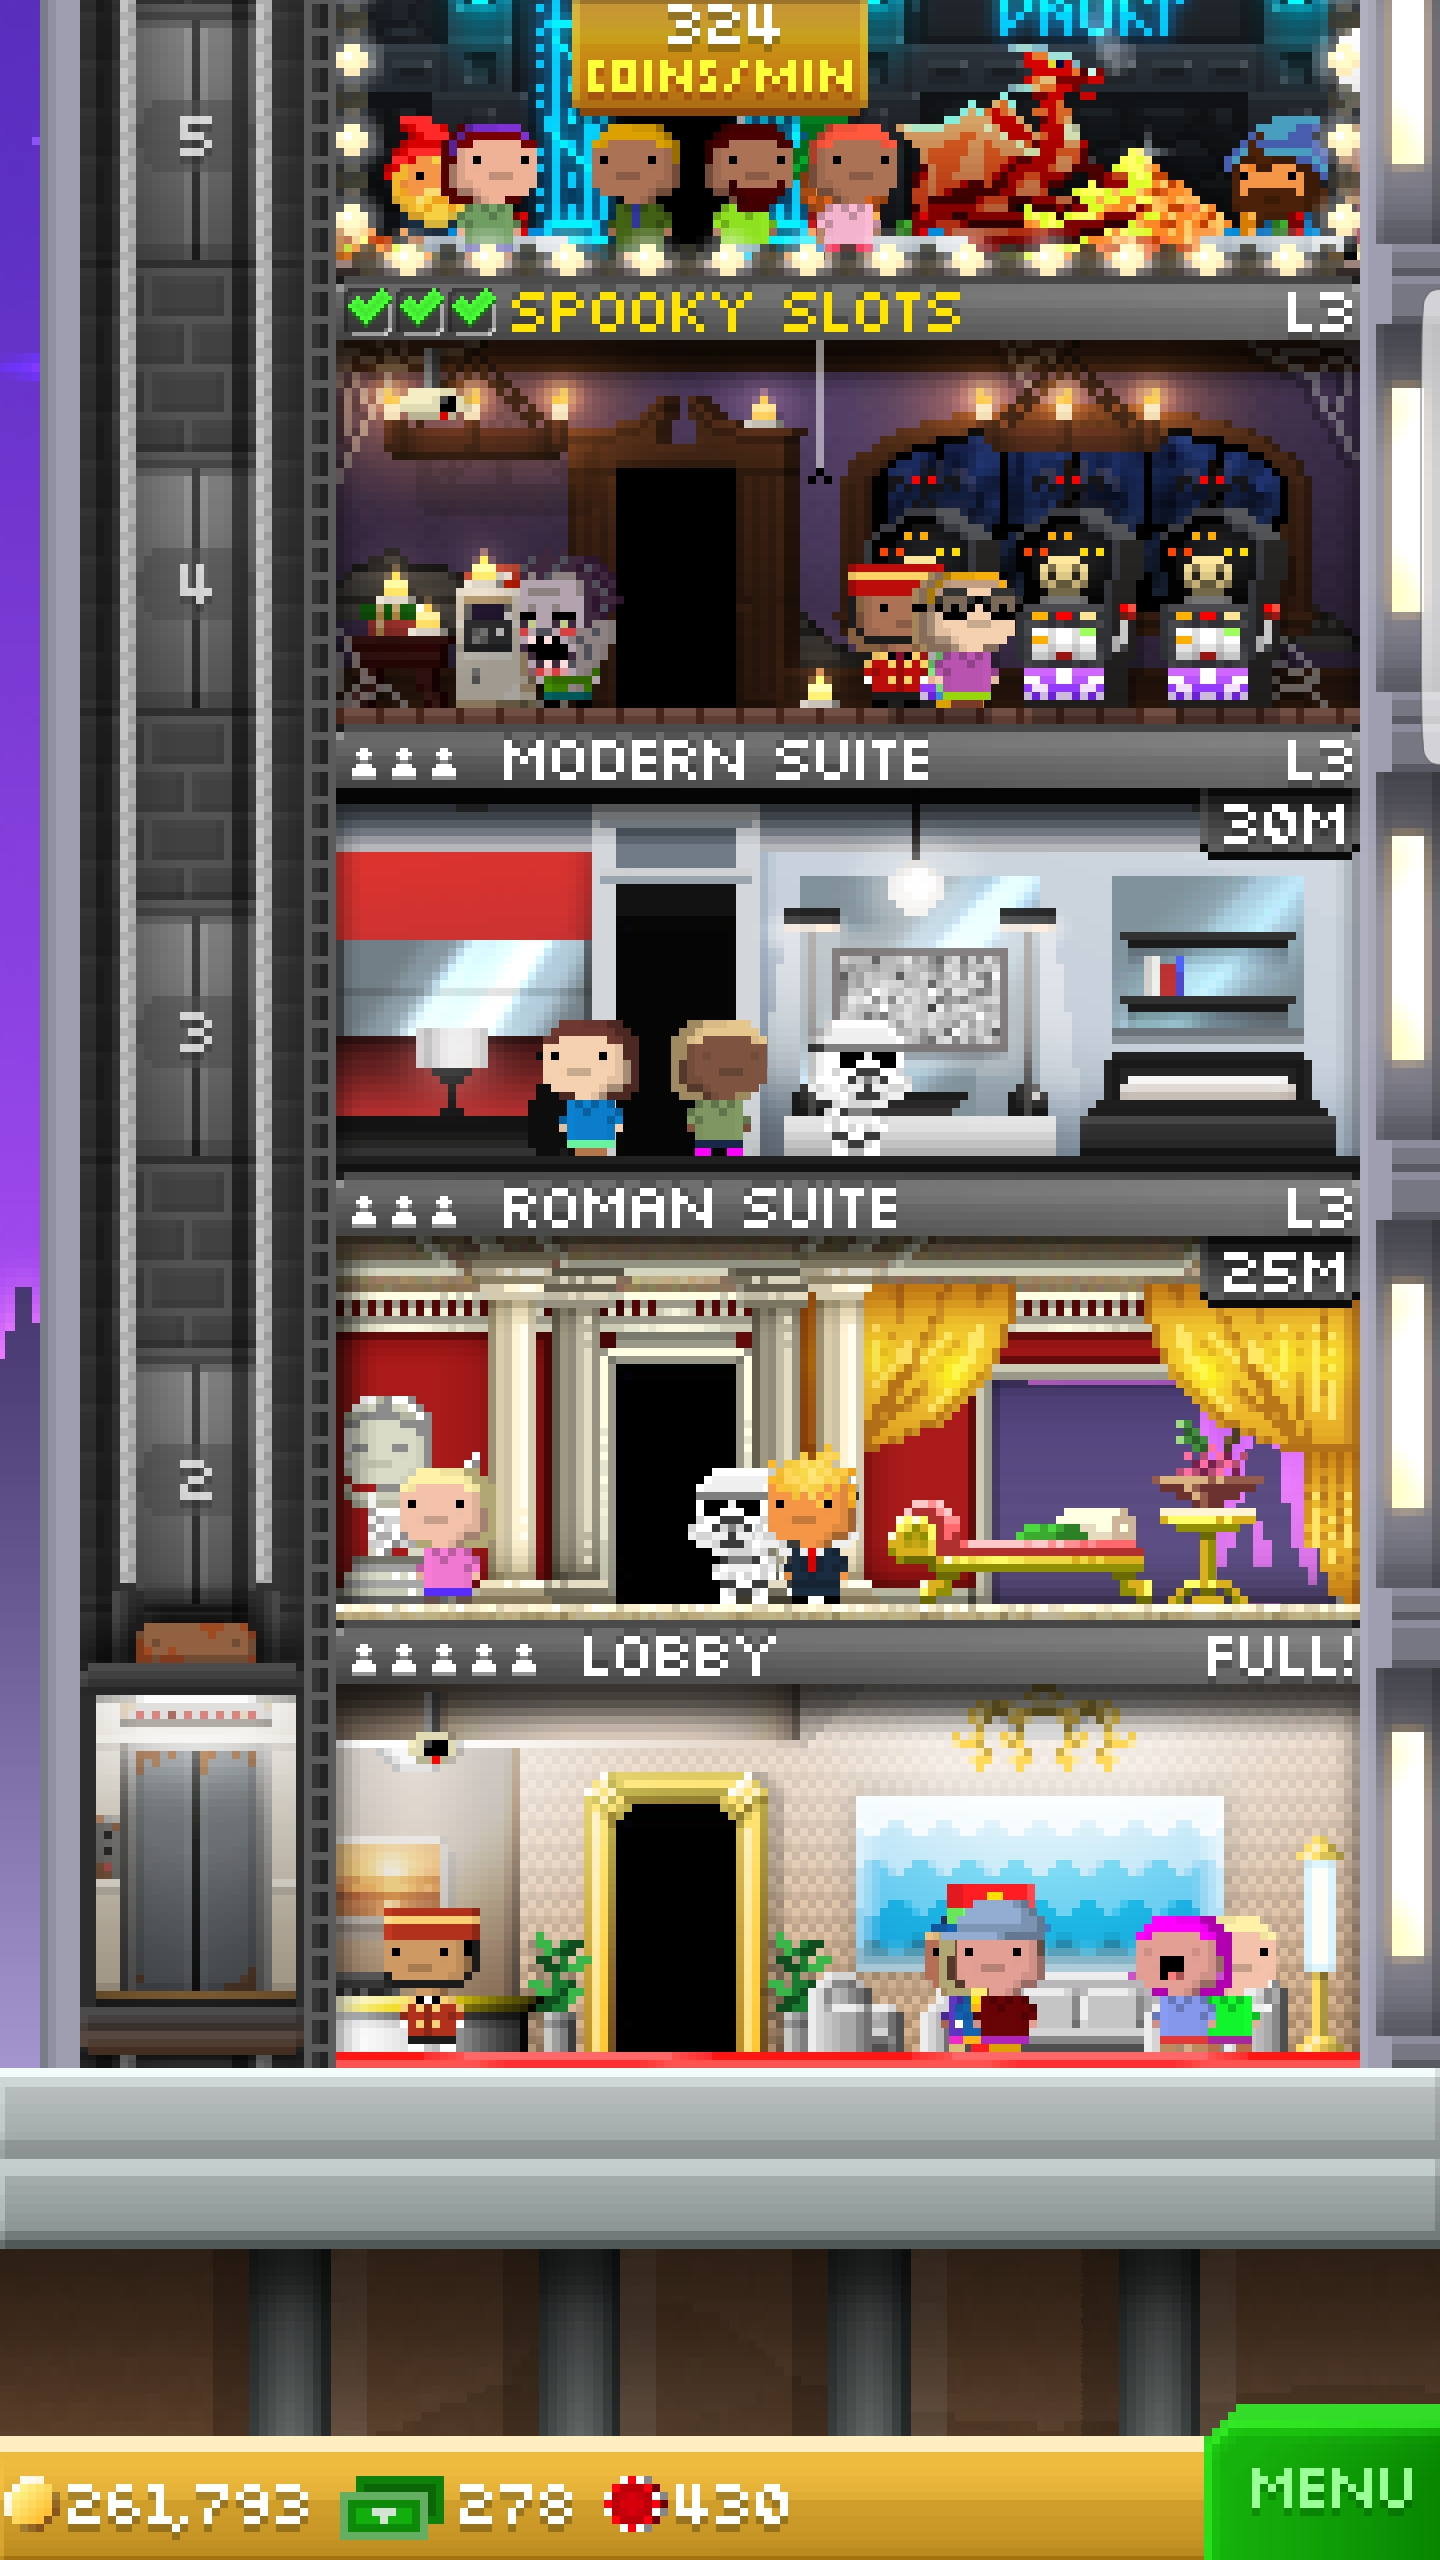 324
COINS/MIN
5
SPOOKY SLOTS L3
4
MODERN SUITE L3
30M
3
ROMAN SUITE L3
25M
2
LOBBY FULL!
261,793 278 430
MENU